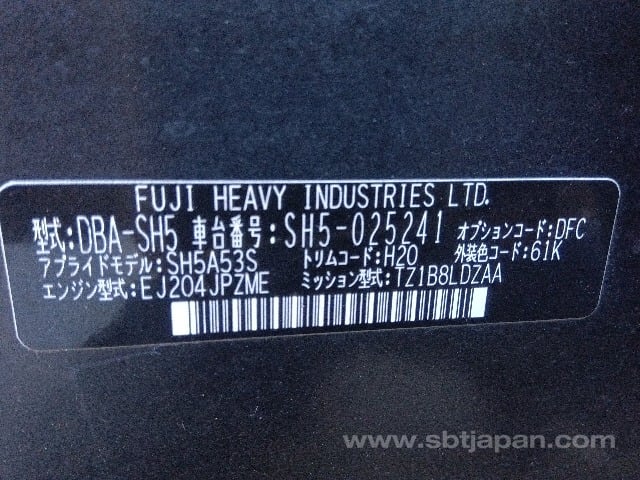 FUJI HEAVY INDUSTRIES LTD.
型式:DBA-SH5 車台番号:SH5-025241 オプションコード:DFC
アプライドモデル:SH5A53S トリムコード:H20 外装色コード:61K
エンジン型式:EJ204JPZME ミッション型式:TZ1B8LDZAA
www.sbtjapan.com